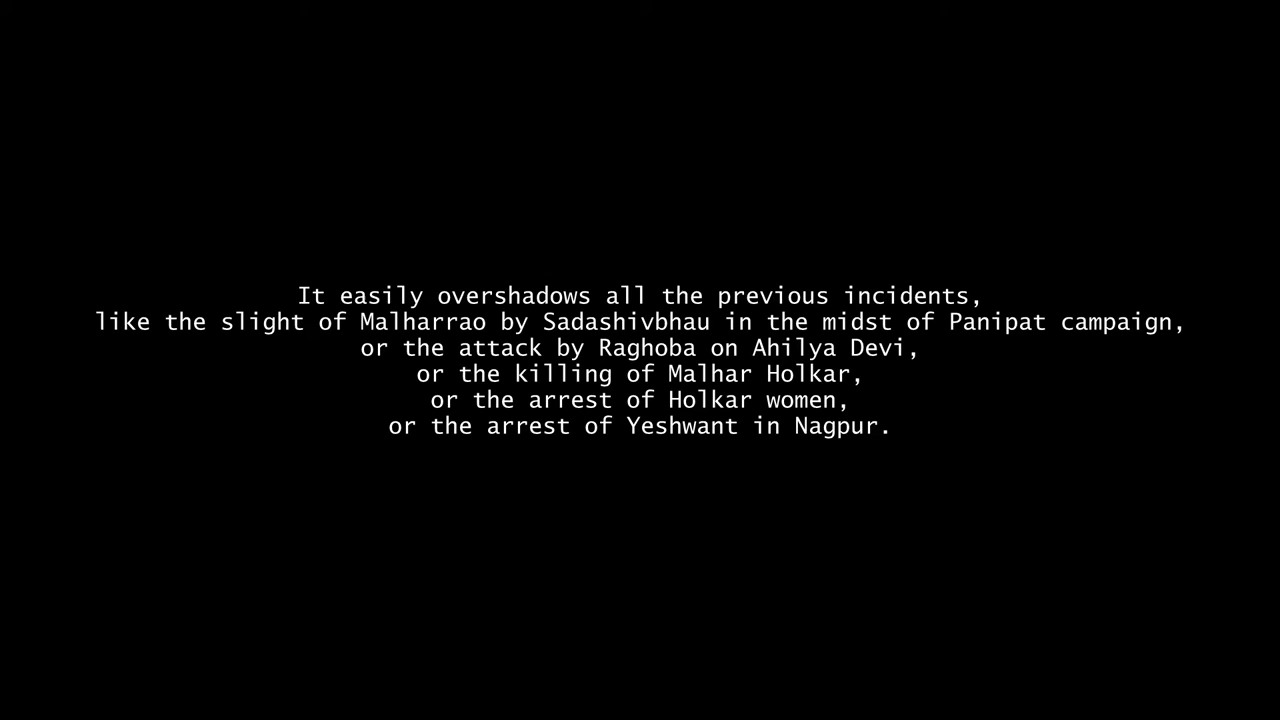 It easily overshadows all the previous incidents,
like the slight of Malharrao by Sadashivbhau in the midst of Panipat campaign,
or the attack by Raghoba on Ahilya Devi,
or the killing of Malhar Holkar,
or the arrest of Holkar women,
or the arrest of Yeshwant in Nagpur.